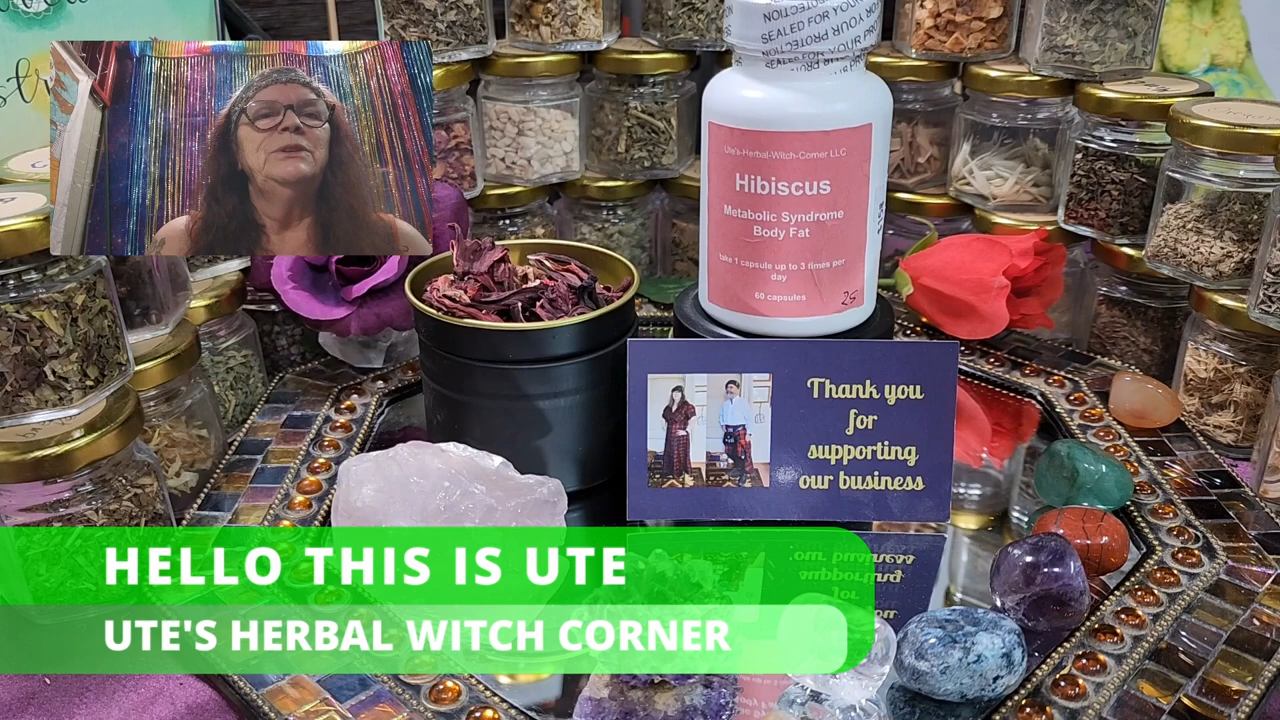 SEALED FOR YOUR PROTECTION
Ute's-Herbal-Witch-Corner LLC
Hibiscus
Metabolic Syndrome
Body Fat
take 1 capsule up to 3 times per
day
60 capsules
25
Thank you
for
supporting
our business
HELLO THIS IS UTE
UTE'S HERBAL WITCH CORNER